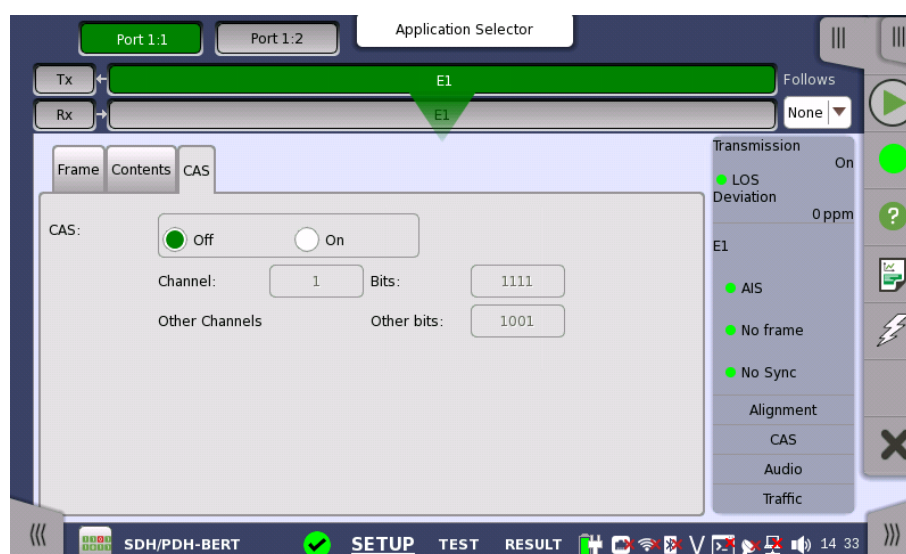 Port 1:1
Port 1:2
Application Selector
Tx
E1
Follows
Rx
E1
None
Frame
Contents
CAS
CAS:
Off
On
Channel:
1
Bits:
1111
Other Channels
Other bits:
1001
Transmission
On
LOS
Deviation
0 ppm
E1
AIS
No frame
No Sync
Alignment
CAS
Audio
Traffic
SDH/PDH-BERT
SETUP
TEST
RESULT
14 33